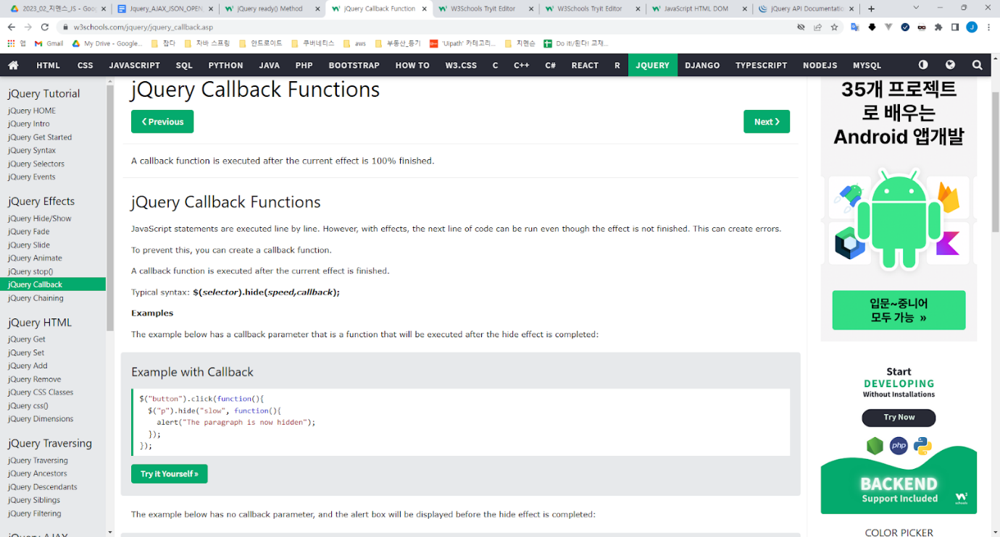 2023_02_지맨스_JS - Goog
Jquery_AJAX_JSON_OPEN
jQuery ready() Method
jQuery Callback Function
W3Schools Tryit Editor
W3Schools Tryit Editor
JavaScript HTML DOM
jQuery API Documentatio
w3schools.com/jquery/jquery_callback.asp
앱
Gmail
My Drive - Google...
잡다
자바 스프링
안드로이드
쿠버네티스
aws
부동산_등기
'Uipath' 카테고리...
지멘슨
Do it!/된다! 교재...
HTML CSS JAVASCRIPT SQL PYTHON JAVA PHP BOOTSTRAP HOW TO W3.CSS C C++ C# REACT R JQUERY DJANGO TYPESCRIPT NODEJS MYSQL
jQuery Tutorial
jQuery HOME
jQuery Intro
jQuery Get Started
jQuery Syntax
jQuery Selectors
jQuery Events
jQuery Effects
jQuery Hide/Show
jQuery Fade
jQuery Slide
jQuery Animate
jQuery stop()
jQuery Callback
jQuery Chaining
jQuery HTML
jQuery Get
jQuery Set
jQuery Add
jQuery Remove
jQuery CSS Classes
jQuery css()
jQuery Dimensions
jQuery Traversing
jQuery Traversing
jQuery Ancestors
jQuery Descendants
jQuery Siblings
jQuery Filtering
jQuery AJAX
jQuery Callback Functions
❮ Previous
Next ❯
A callback function is executed after the current effect is 100% finished.
jQuery Callback Functions
JavaScript statements are executed line by line. However, with effects, the next line of code can be run even though the effect is not finished. This can create errors.
To prevent this, you can create a callback function.
A callback function is executed after the current effect is finished.
Typical syntax: $(selector).hide(speed,callback);
Examples
The example below has a callback parameter that is a function that will be executed after the hide effect is completed:
Example with Callback
$("button").click(function(){
$("p").hide("slow", function(){
alert("The paragraph is now hidden");
});
});
Try it Yourself »
The example below has no callback parameter, and the alert box will be displayed before the hide effect is completed:
35개 프로젝트
로 배우는
Android 앱개발
입문~중니어
모두 가능 »
Start
DEVELOPING
Without Installations
Try Now
php
BACKEND
Support Included
W3
schools
COLOR PICKER